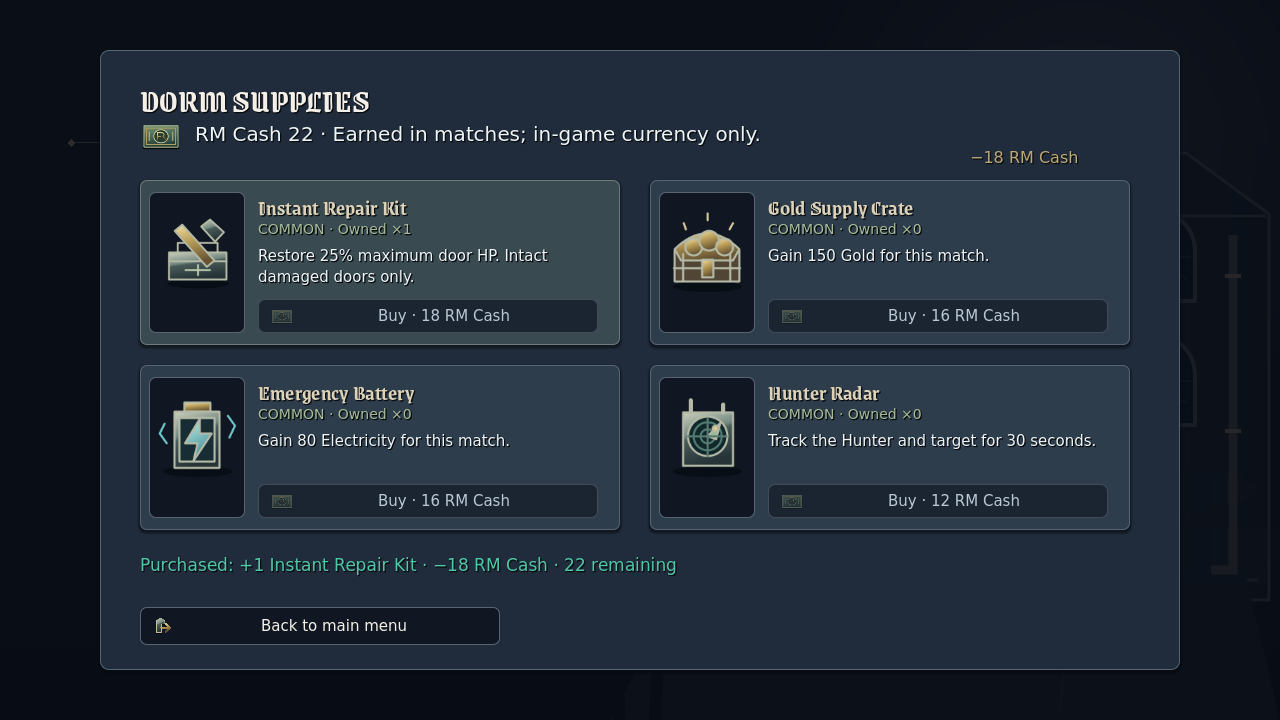 DORM SUPPLIES
RM Cash 22 · Earned in matches; in-game currency only.
−18 RM Cash
Instant Repair Kit
COMMON · Owned ×1
Restore 25% maximum door HP. Intact
damaged doors only.
Buy · 18 RM Cash
Gold Supply Crate
COMMON · Owned ×0
Gain 150 Gold for this match.
Buy · 16 RM Cash
Emergency Battery
COMMON · Owned ×0
Gain 80 Electricity for this match.
Buy · 16 RM Cash
Hunter Radar
COMMON · Owned ×0
Track the Hunter and target for 30 seconds.
Buy · 12 RM Cash
Purchased: +1 Instant Repair Kit · −18 RM Cash · 22 remaining
Back to main menu